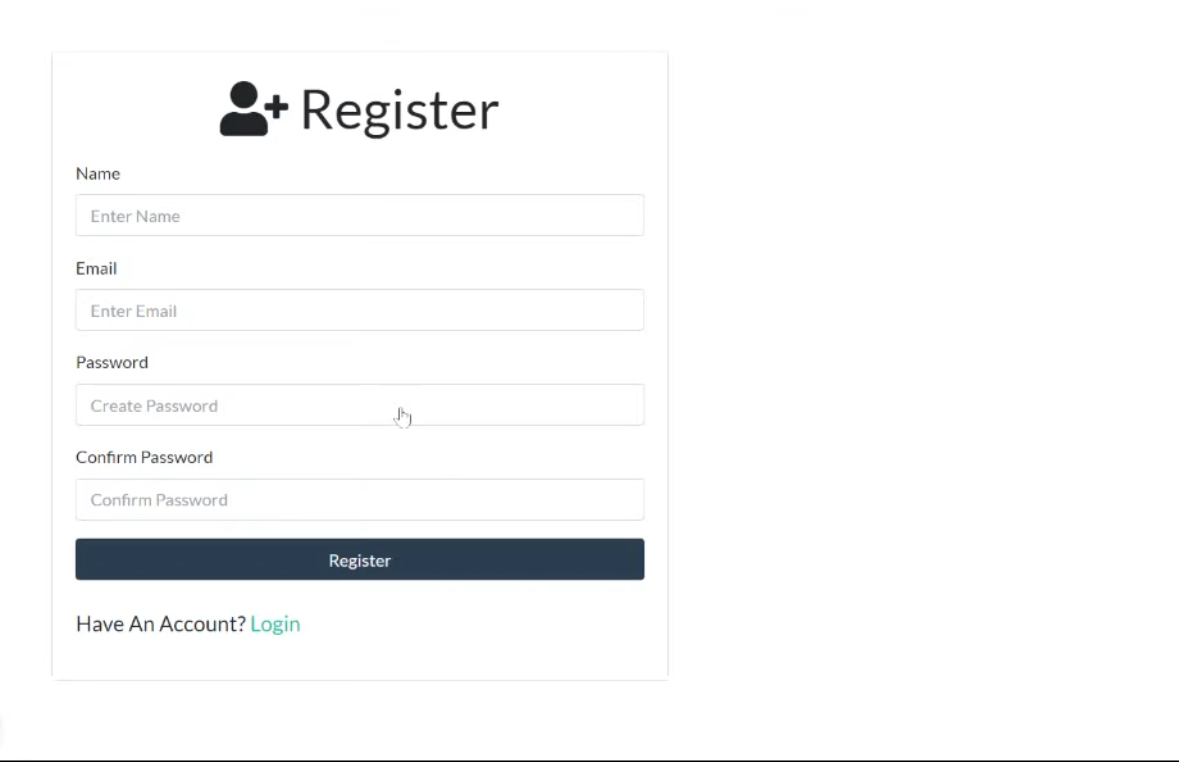 Register
Name
Enter Name
Email
Enter Email
Password
Create Password
Confirm Password
Confirm Password
Register
Have An Account? Login